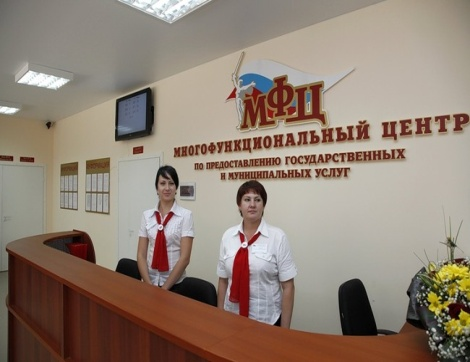 МФЦ
МНОГОФУНКЦИОНАЛЬНЫЙ ЦЕНТР
ПО ПРЕДОСТАВЛЕНИЮ ГОСУДАРСТВЕННЫХ
И МУНИЦИПАЛЬНЫХ УСЛУГ